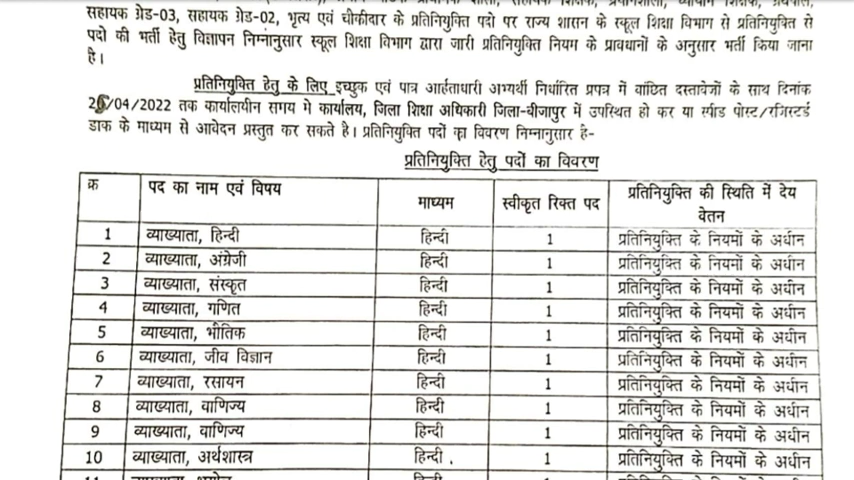 सहायक ग्रेड-03, सहायक ग्रेड-02, भृत्य एवं चौकीदार के प्रतिनियुक्ति पदो पर राज्य शासन के स्कूल शिक्षा विभाग से प्रतिनियुक्ति से
पदो की भर्ती हेतु विज्ञापन निम्नानुसार स्कूल शिक्षा विभाग द्वारा जारी प्रतिनियुक्ति नियम के प्रावधानों के अनुसार भर्ती किया जाना
है।
प्रतिनियुक्ति हेतु के लिए इच्छुक एवं पात्र आर्हताधारी अभ्यर्थी निर्धारित प्रपत्र में वांछित दस्तावेजों के साथ दिनांक
/04/2022 तक कार्यालयीन समय मे कार्यालय, जिला शिक्षा अधिकारी जिला-बीजापुर में उपस्थित हो कर या स्पीड पोस्ट/रजिस्टर्ड
डाक के माध्यम से आवेदन प्रस्तुत कर सकते है। प्रतिनियुक्ति पदों का विवरण निम्नानुसार है-
प्रतिनियुक्ति हेतु पदों का विवरण
क्र पद का नाम एवं विषय माध्यम स्वीकृत रिक्त पद प्रतिनियुक्ति की स्थिति में देय
वेतन
1 व्याख्याता, हिन्दी हिन्दी 1 प्रतिनियुक्ति के नियमों के अधीन
2 व्याख्याता, अंग्रेजी हिन्दी 1 प्रतिनियुक्ति के नियमों के अधीन
3 व्याख्याता, संस्कृत हिन्दी 1 प्रतिनियुक्ति के नियमों के अधीन
4 व्याख्याता, गणित हिन्दी 1 प्रतिनियुक्ति के नियमों के अधीन
5 व्याख्याता, भौतिक हिन्दी 1 प्रतिनियुक्ति के नियमों के अधीन
6 व्याख्याता, जीव विज्ञान हिन्दी 1 प्रतिनियुक्ति के नियमों के अधीन
7 व्याख्याता, रसायन हिन्दी 1 प्रतिनियुक्ति के नियमों के अधीन
8 व्याख्याता, वाणिज्य हिन्दी 1 प्रतिनियुक्ति के नियमों के अधीन
9 व्याख्याता, वाणिज्य हिन्दी 1 प्रतिनियुक्ति के नियमों के अधीन
10 व्याख्याता, अर्थशास्त्र हिन्दी 1 प्रतिनियुक्ति के नियमों के अधीन